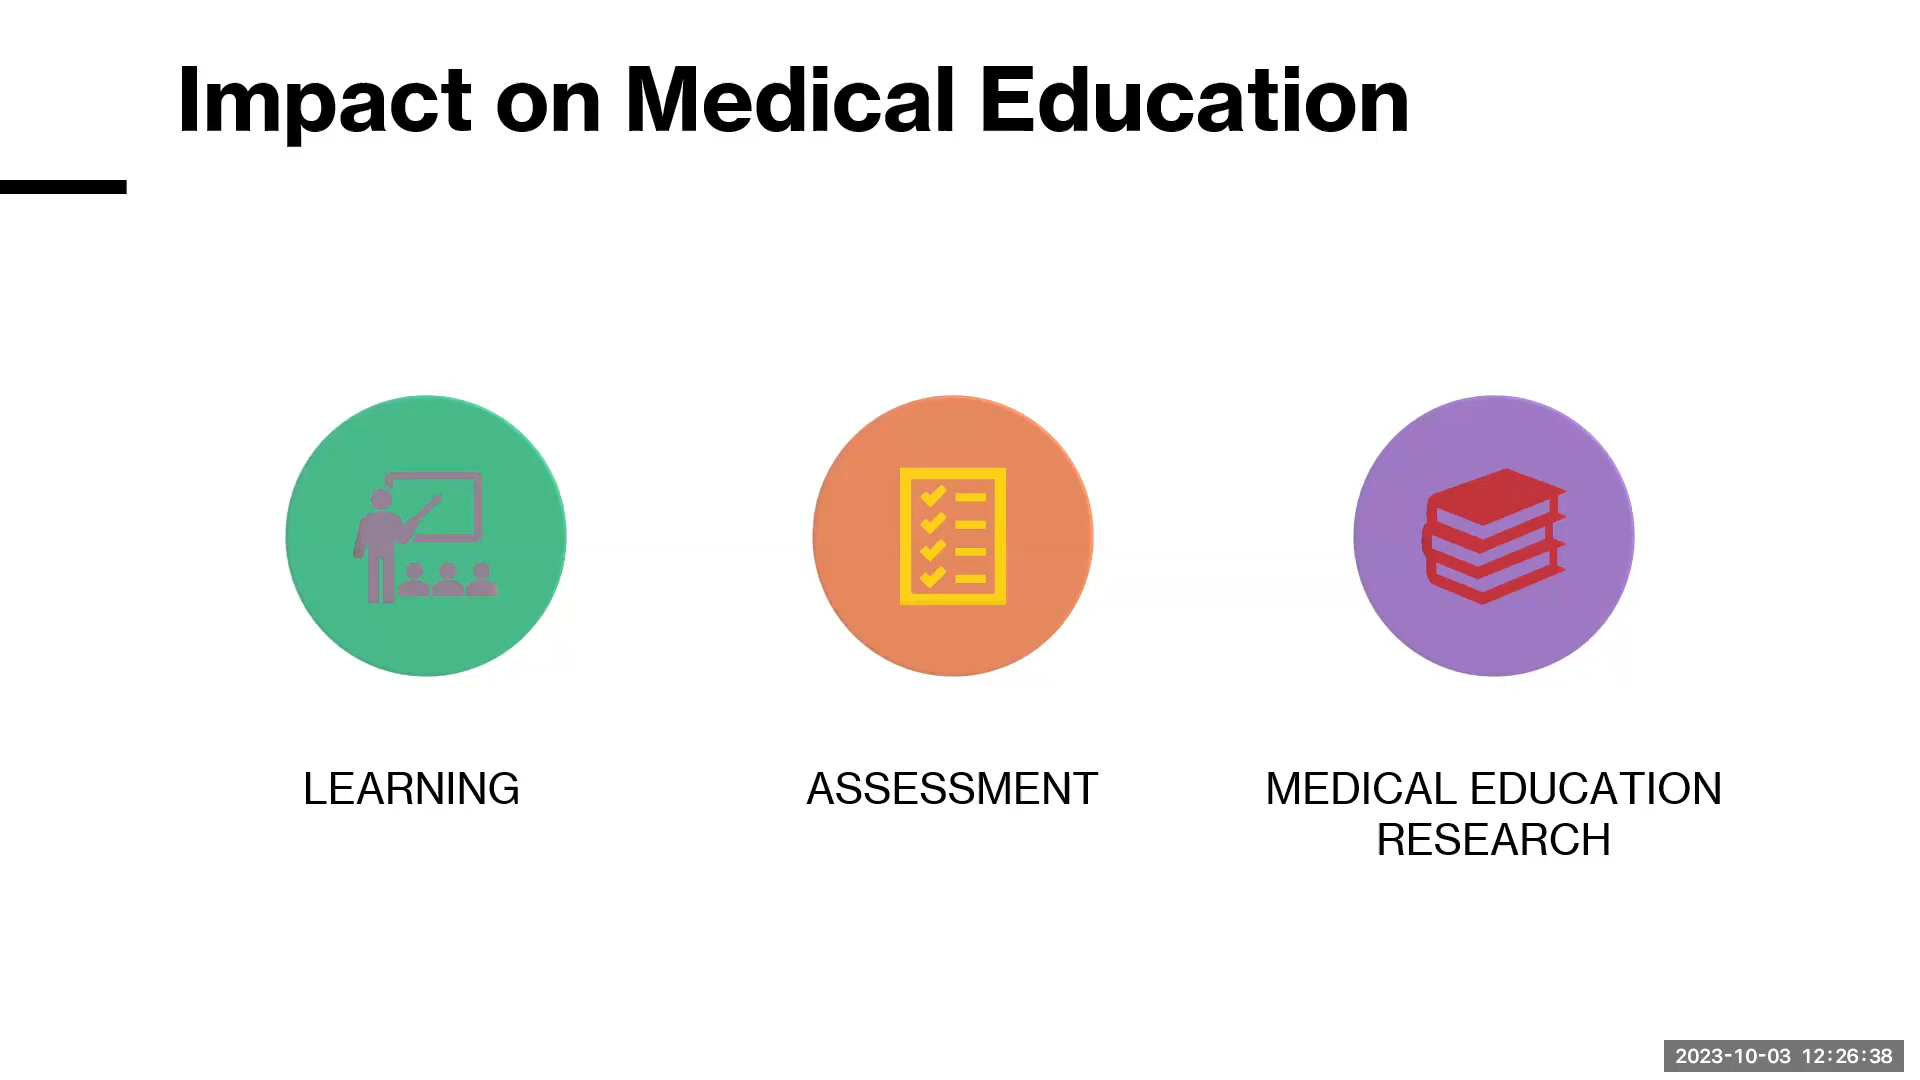 Impact on Medical Education
LEARNING
ASSESSMENT
MEDICAL EDUCATION
RESEARCH
2023-10-03 12:26:38